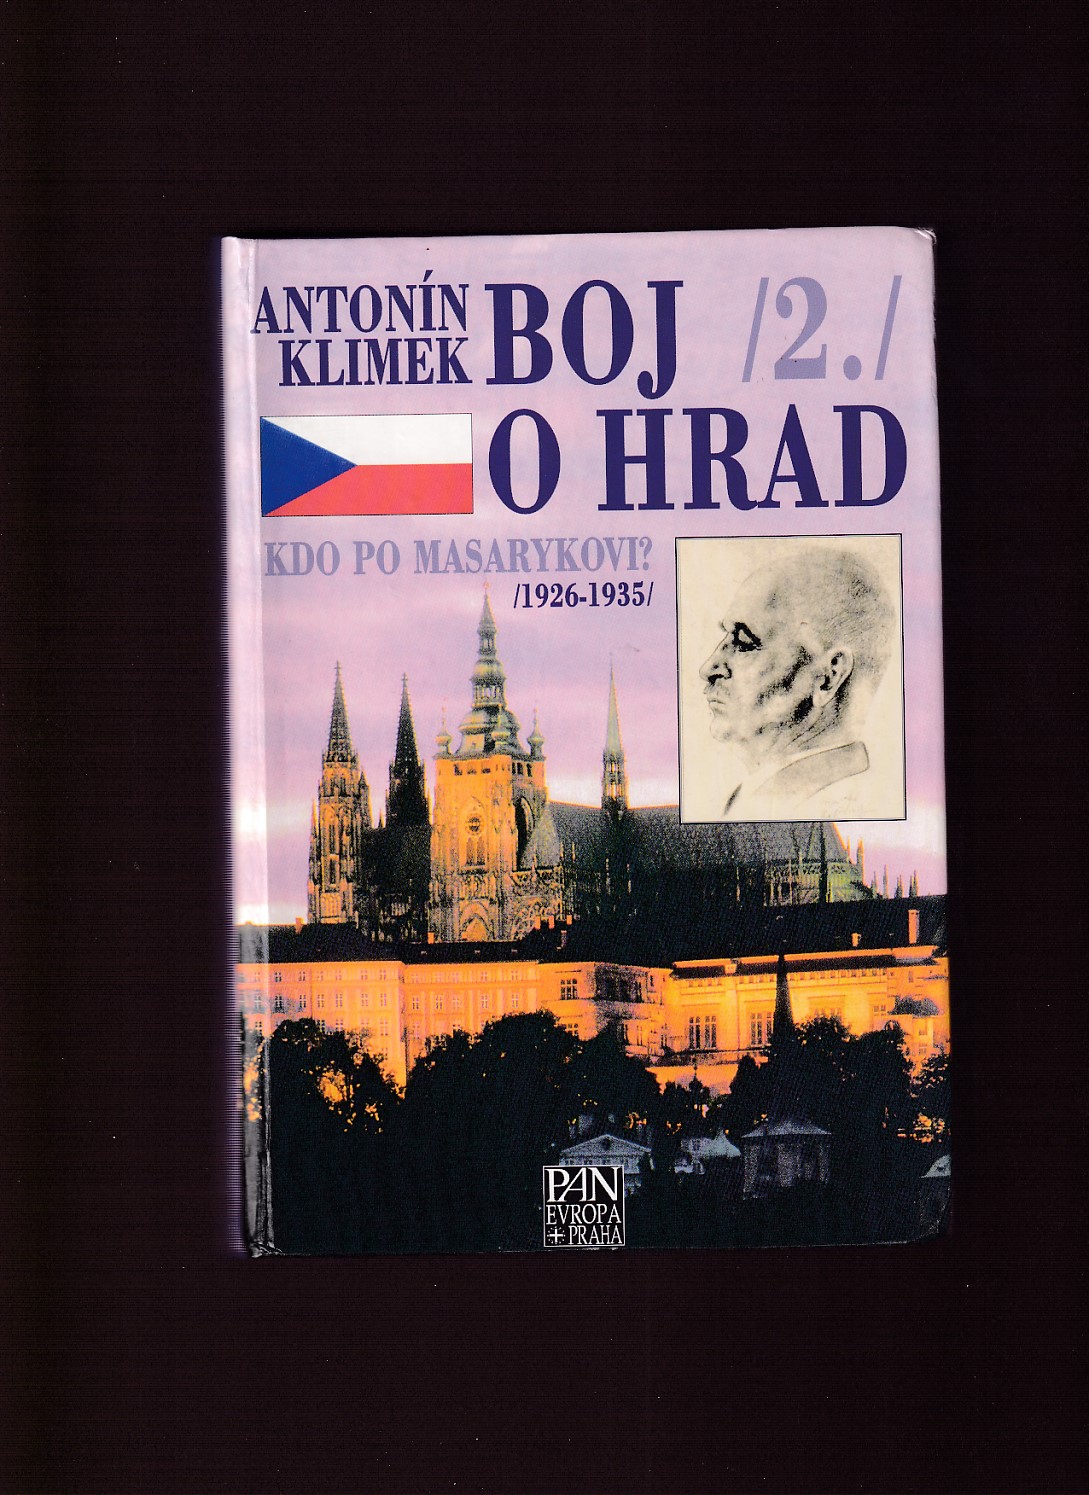 ANTONÍN
KLIMEK
BOJ /2./
O HRAD
KDO PO MASARYKOVI?
/1926-1935/
PAN
EVROPA
PRAHA